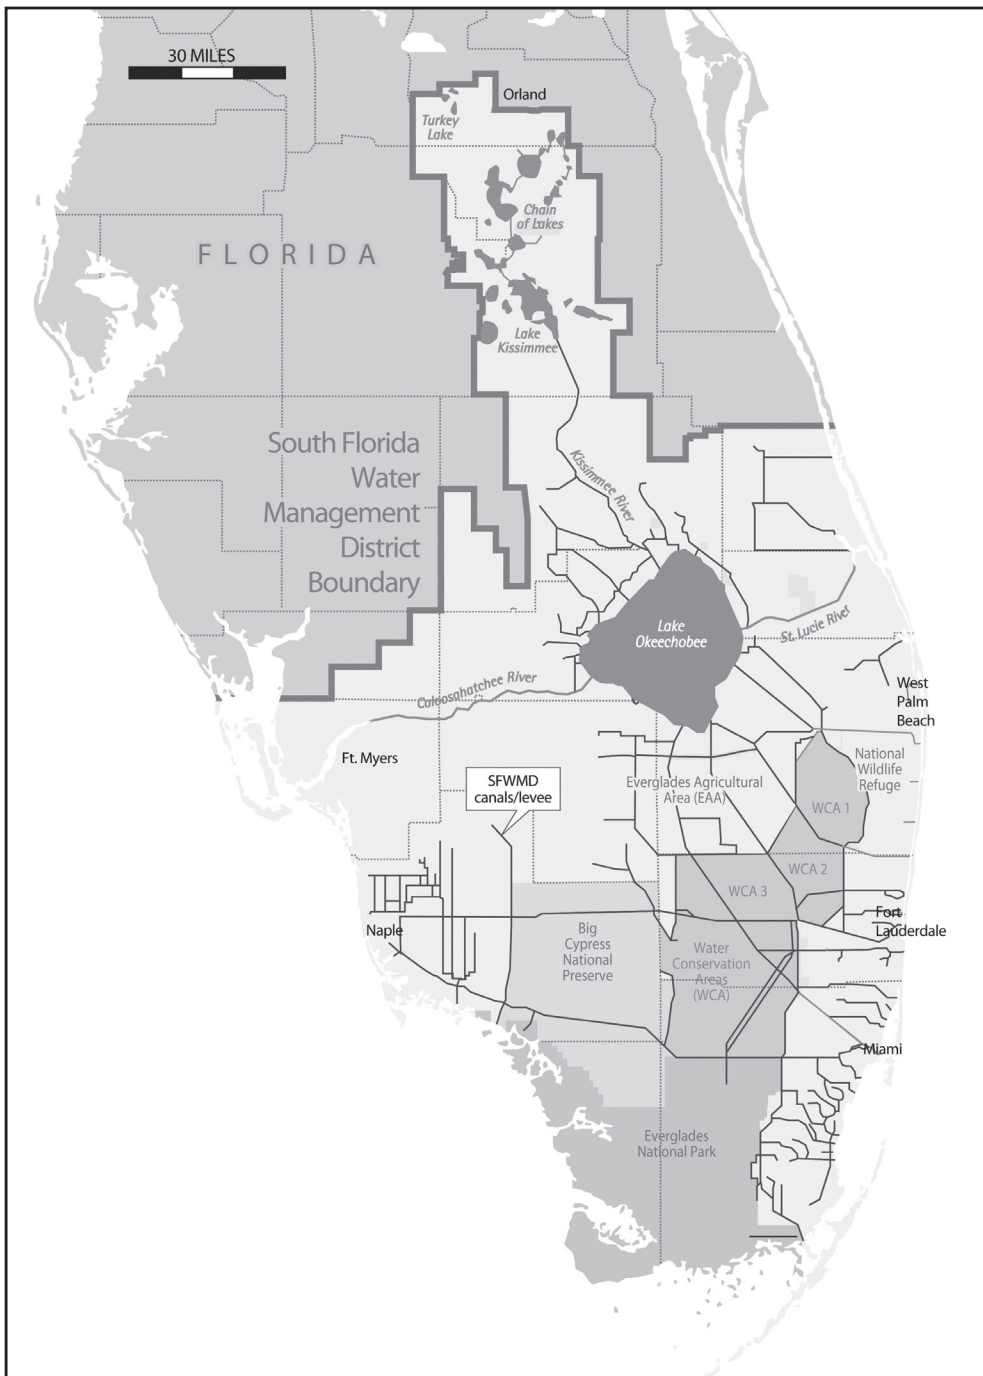 30 MILES
Orland
Turkey
Lake
Chain
of Lakes
FLORIDA
Lake
Kissimmee
South Florida
Water
Management
District
Boundary
Kissimmee River
Lake
Okeechobee
St. Lucie River
Caloosahatchee River
West
Palm
Beach
Ft. Myers
National
Wildlife
Refuge
SFWMD
canals/levee
Everglades Agricultural
Area (EAA)
WCA 1
WCA 2
WCA 3
Fort
Lauderdale
Naple
Big
Cypress
National
Preserve
Water
Conservation
Areas
(WCA)
Miami
Everglades
National Park